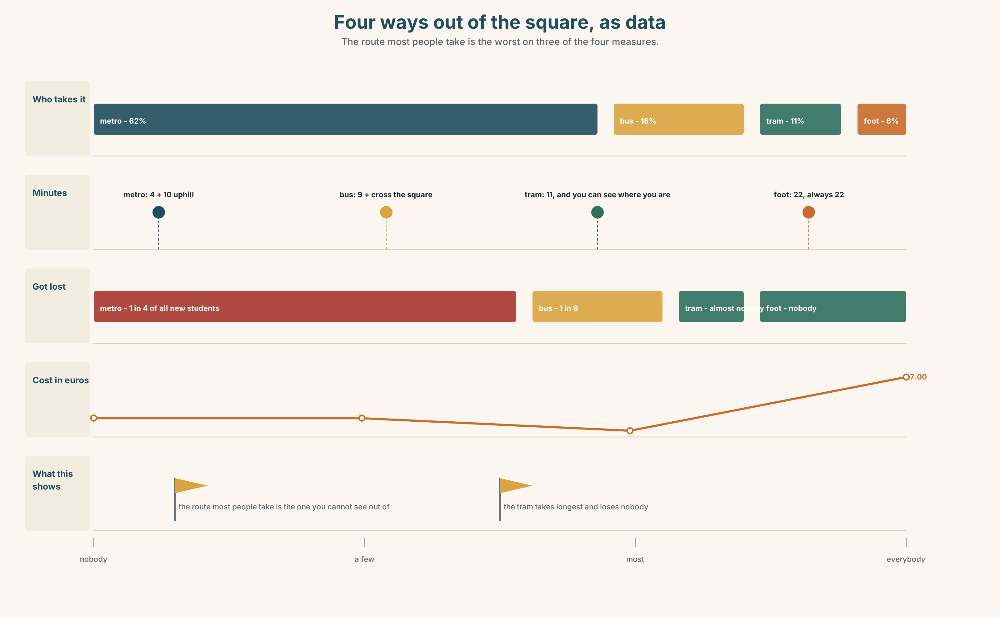 Four ways out of the square, as data
The route most people take is the worst on three of the four measures.
Who takes it
metro - 62%
bus - 16%
tram - 11%
foot - 6%
Minutes
metro: 4 + 10 uphill
bus: 9 + cross the square
tram: 11, and you can see where you are
foot: 22, always 22
Got lost
metro - 1 in 4 of all new students
bus - 1 in 9
tram - almost nobody
foot - nobody
Cost in euros
7.00
What this
shows
the route most people take is the one you cannot see out of
the tram takes longest and loses nobody
nobody
a few
most
everybody